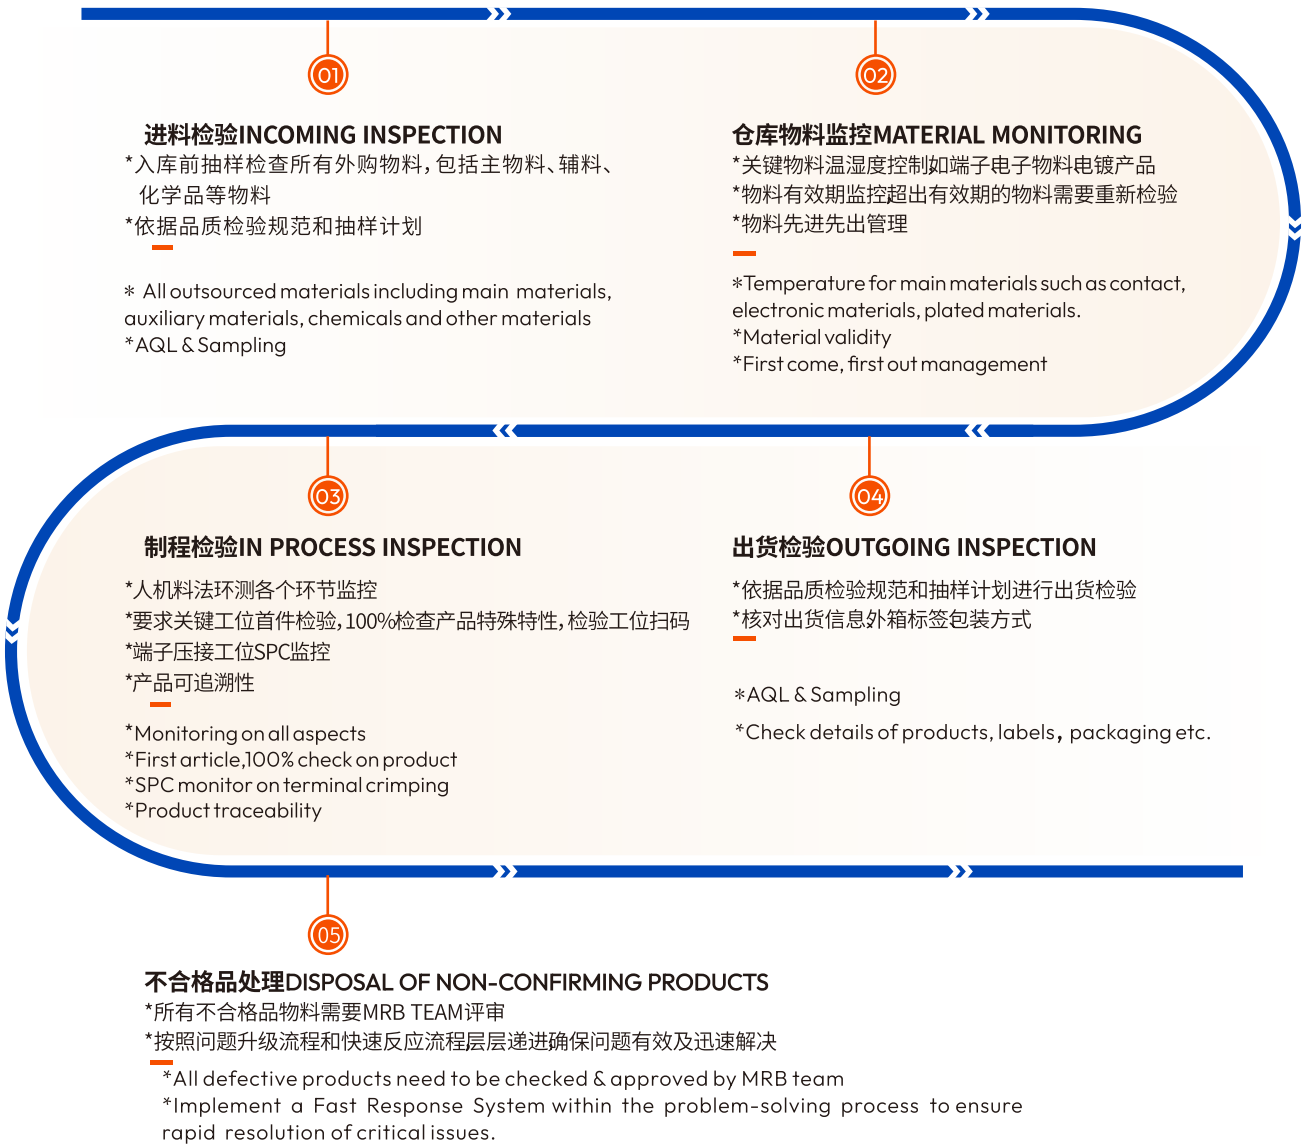 01
进料检验INCOMING INSPECTION
*入库前抽样检查所有外购物料，包括主物料、辅料、
化学品等物料
*依据品质检验规范和抽样计划
* All outsourced materials including main materials,
auxiliary materials, chemicals and other materials
*AQL & Sampling
02
仓库物料监控MATERIAL MONITORING
*关键物料温湿度控制，如端子、电子物料、电镀产品
*物料有效期监控，超出有效期的物料需要重新检验
*物料先进先出管理
*Temperature for main materials such as contact,
electronic materials, plated materials.
*Material validity
*First come, first out management
03
制程检验IN PROCESS INSPECTION
*人机料法环测各个环节监控
*要求关键工位首件检验，100%检查产品特殊特性，检验工位扫码
*端子压接工位SPC监控
*产品可追溯性
*Monitoring on all aspects
*First article,100% check on product
*SPC monitor on terminal crimping
*Product traceability
04
出货检验OUTGOING INSPECTION
*依据品质检验规范和抽样计划进行出货检验
*核对出货信息，外箱标签、包装方式
*AQL & Sampling
*Check details of products, labels，packaging etc.
05
不合格品处理DISPOSAL OF NON-CONFIRMING PRODUCTS
*所有不合格品物料需要MRB TEAM评审
*按照问题升级流程和快速反应流程，层层递进，确保问题有效及迅速解决
*All defective products need to be checked & approved by MRB team
*Implement a Fast Response System within the problem-solving process to ensure
rapid resolution of critical issues.